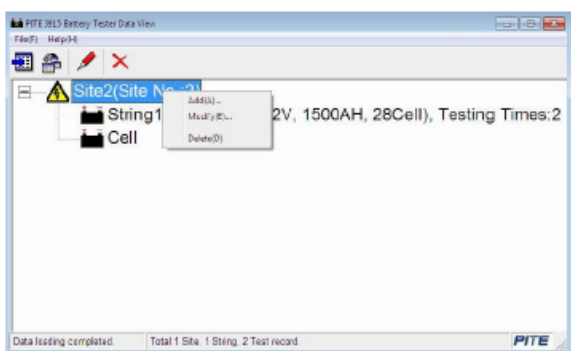 PITE 3915 Battery Tester Data View
File(F) Help(H)
Site2(Site No.:2)
Add(A)...
Modify(E)...
String1 2V, 1500AH, 28Cell), Testing Times:2
Cell
Delete(D)
Data loading completed. Total 1 Site, 1 String, 2 Test record. PITE